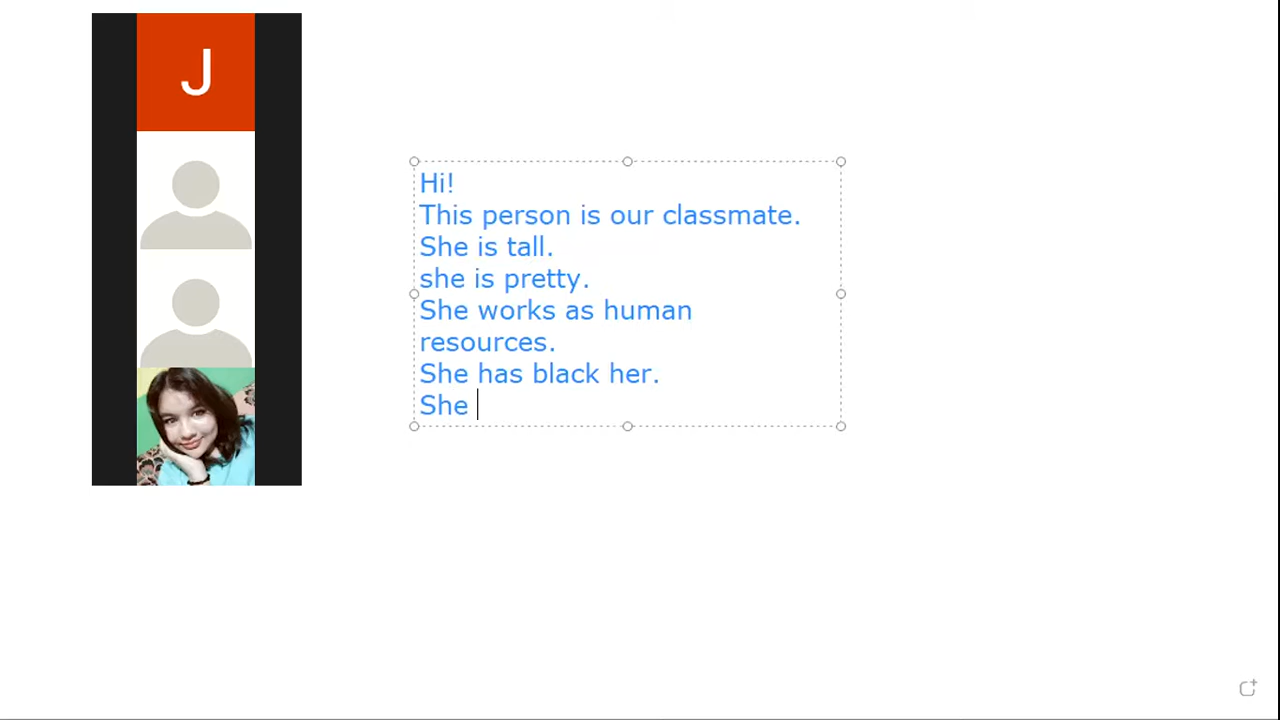 J
Hi!
This person is our classmate.
She is tall.
she is pretty.
She works as human
resources.
She has black her.
She